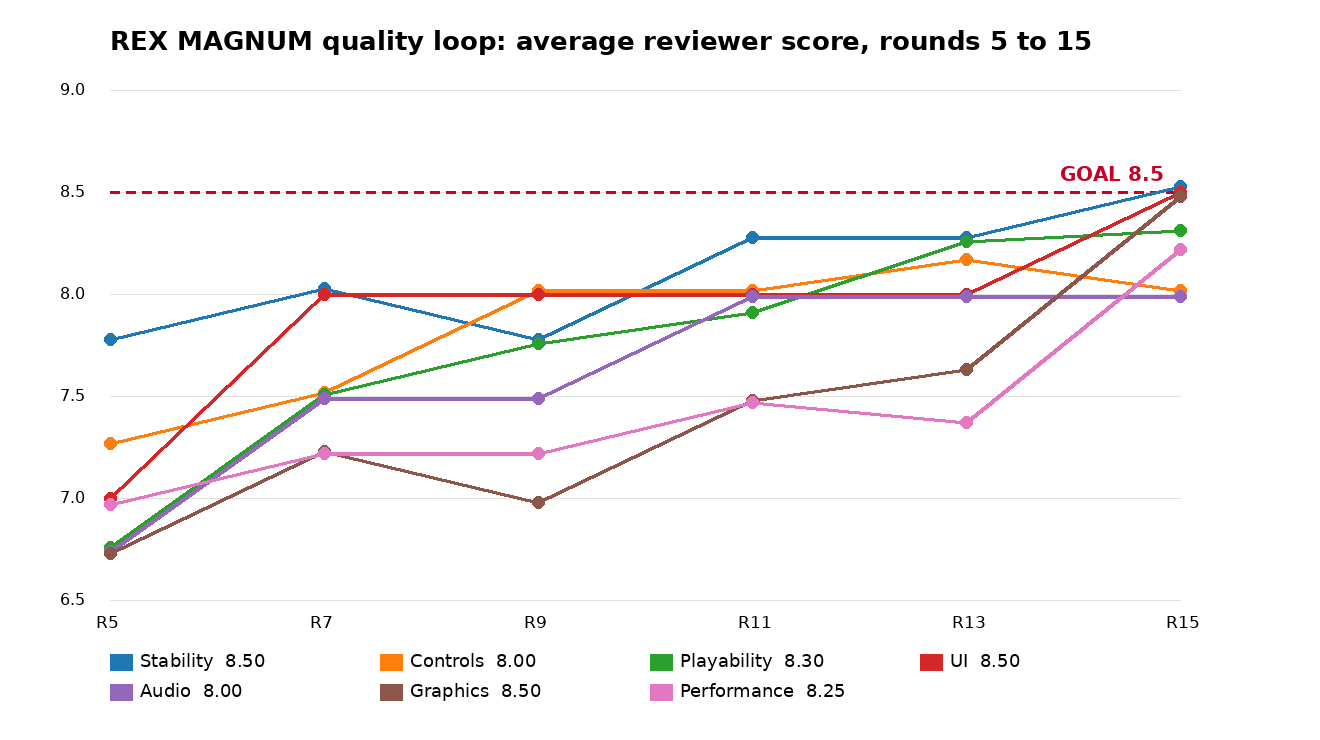 REX MAGNUM quality loop: average reviewer score, rounds 5 to 15
9.0
GOAL 8.5
8.5
8.0
7.5
7.0
6.5
R5 R7 R9 R11 R13 R15
Stability 8.50 Controls 8.00 Playability 8.30 UI 8.50
Audio 8.00 Graphics 8.50 Performance 8.25